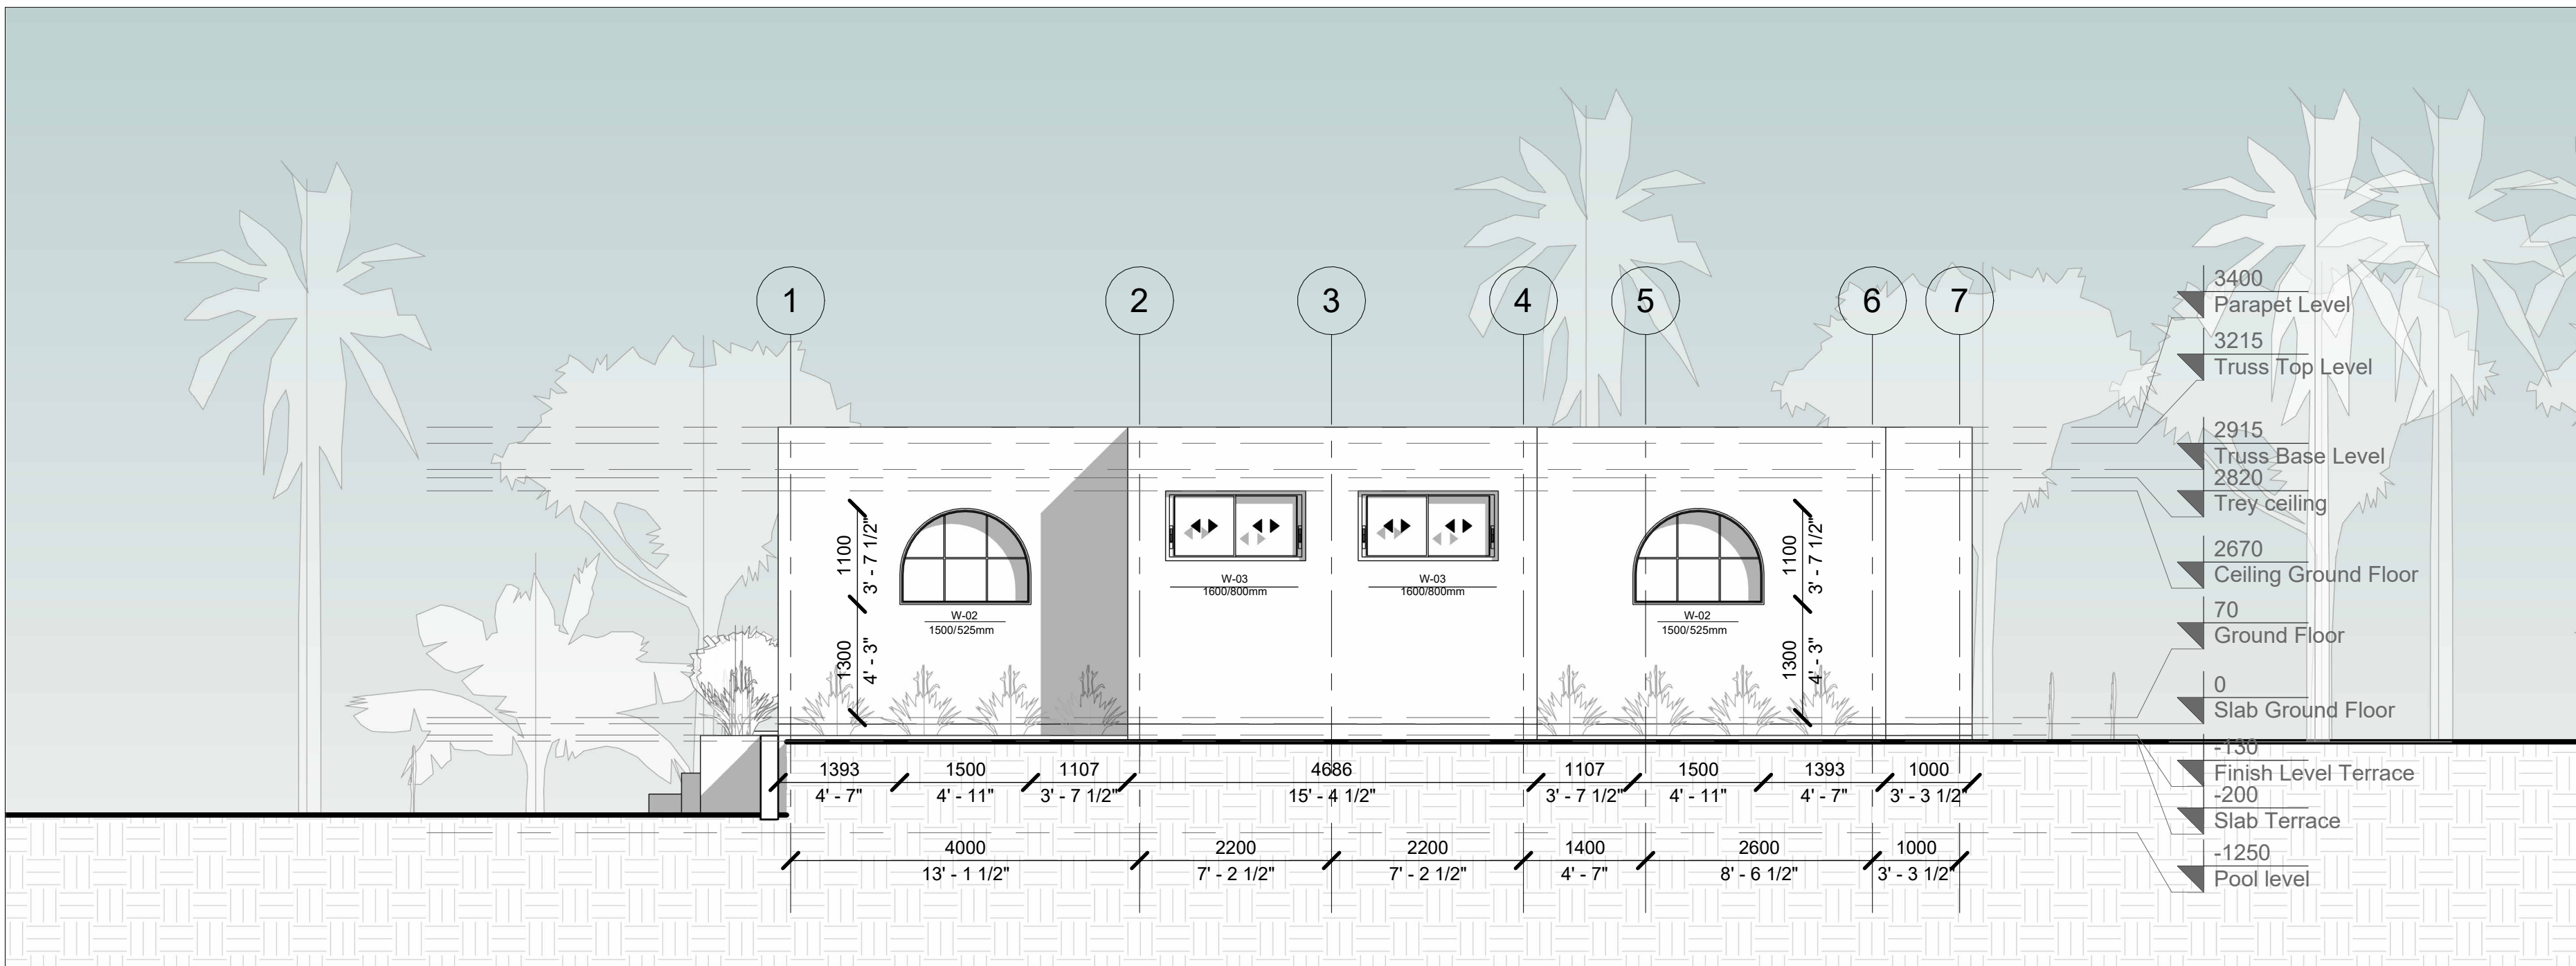 1
2
3
4
5
6
7
3400
Parapet Level
3215
Truss Top Level
2915
Truss Base Level
2820
Trey ceiling
2670
Ceiling Ground Floor
70
Ground Floor
0
Slab Ground Floor
-130
Finish Level Terrace
-200
Slab Terrace
-1250
Pool level
1100
3' - 7 1/2"
1300
4' - 3"
W-02
1500/525mm
W-03
1600/800mm
W-03
1600/800mm
W-02
1500/525mm
1100
3' - 7 1/2"
1300
4' - 3"
1393
4' - 7"
1500
4' - 11"
1107
3' - 7 1/2"
4686
15' - 4 1/2"
1107
3' - 7 1/2"
1500
4' - 11"
1393
4' - 7"
1000
3' - 3 1/2"
4000
13' - 1 1/2"
2200
7' - 2 1/2"
2200
7' - 2 1/2"
1400
4' - 7"
2600
8' - 6 1/2"
1000
3' - 3 1/2"